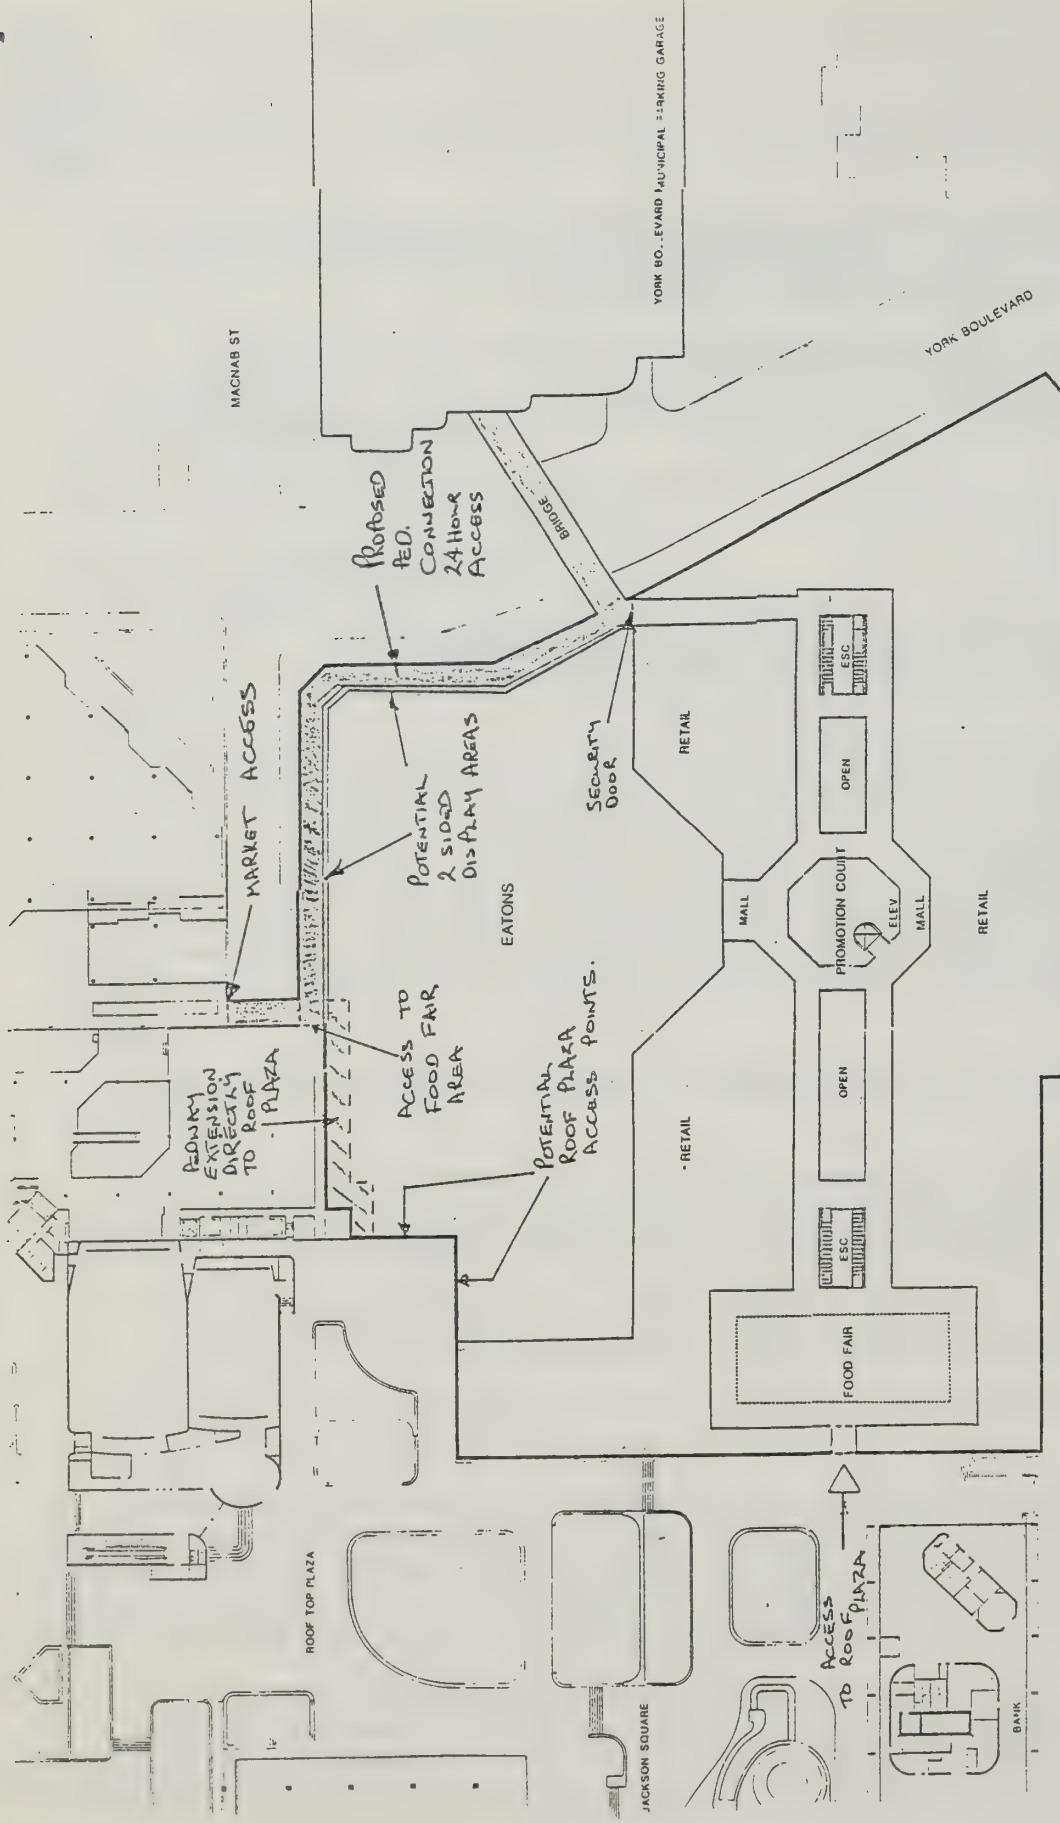 MACNAB ST
YORK BOULEVARD MUNICIPAL PARKING GARAGE
YORK BOULEVARD
BRIDGE
PROPOSED
PED.
CONNECTION
24 HOUR
ACCESS
MARKET ACCESS
POTENTIAL
2 SIDED
DISPLAY AREAS
SECURITY
DOOR
EATONS
RETAIL
ESC
OPEN
MALL
PROMOTION COURT
ELEV
MALL
RETAIL
PEDWAY
EXTENSION
DIRECTLY
TO ROOF
PLAZA
ACCESS TO
FOOD FAIR
AREA
POTENTIAL
ROOF PLAZA
ACCESS POINTS.
RETAIL
OPEN
ESC
FOOD FAIR
ROOF TOP PLAZA
JACKSON SQUARE
ACCESS
TO ROOF
PLAZA
BANK